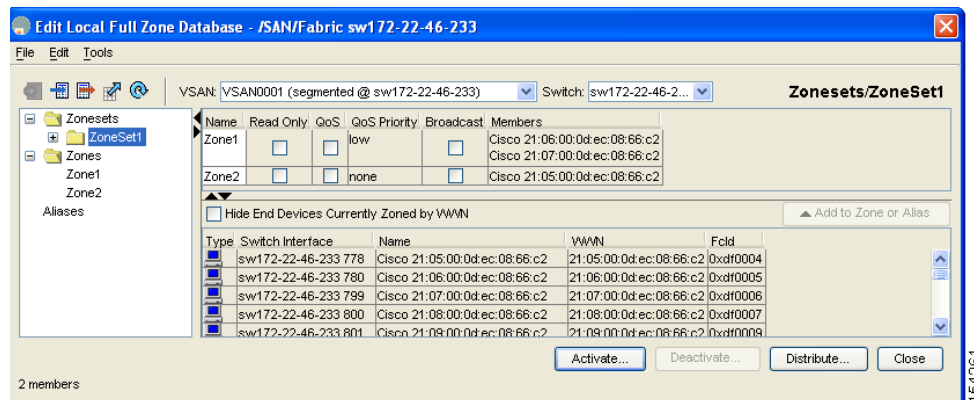 Edit Local Full Zone Database - /SAN/Fabric sw172-22-46-233
File Edit Tools
VSAN: VSAN0001 (segmented @ sw172-22-46-233) Switch: sw172-22-46-2... Zonesets/ZoneSet1
Zonesets
ZoneSet1
Zones
Zone1
Zone2
Aliases
Name Read Only QoS QoS Priority Broadcast Members
Zone1 low Cisco 21:06:00:0d:ec:08:66:c2
Cisco 21:07:00:0d:ec:08:66:c2
Zone2 none Cisco 21:05:00:0d:ec:08:66:c2
Hide End Devices Currently Zoned by WWN Add to Zone or Alias
Type Switch Interface Name WWN FcId
sw172-22-46-233 778 Cisco 21:05:00:0d:ec:08:66:c2 21:05:00:0d:ec:08:66:c2 0xdf0004
sw172-22-46-233 780 Cisco 21:06:00:0d:ec:08:66:c2 21:06:00:0d:ec:08:66:c2 0xdf0005
sw172-22-46-233 799 Cisco 21:07:00:0d:ec:08:66:c2 21:07:00:0d:ec:08:66:c2 0xdf0006
sw172-22-46-233 800 Cisco 21:08:00:0d:ec:08:66:c2 21:08:00:0d:ec:08:66:c2 0xdf0007
sw172-22-46-233 801 Cisco 21:09:00:0d:ec:08:66:c2 21:09:00:0d:ec:08:66:c2 0xdf0009
Activate... Deactivate... Distribute... Close
2 members